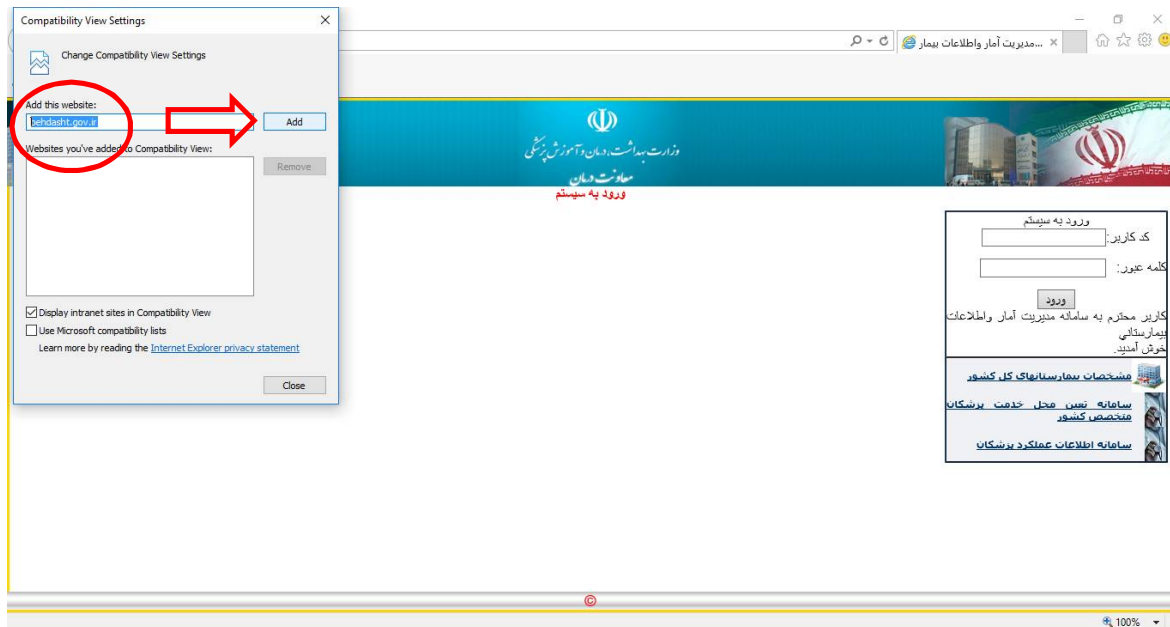 Compatibility View Settings
Change Compatibility View Settings
Add this website:
behdasht.gov.ir
Add
Websites you've added to Compatibility View:
Remove
Display intranet sites in Compatibility View
Use Microsoft compatibility lists
Learn more by reading the Internet Explorer privacy statement
Close
مدیریت آمار واطلاعات بیمار...
وزارت بهداشت، درمان و آموزش پزشکی
معاونت درمان
ورود به سیستم
ورود به سیستم
کد کاربر:
کلمه عبور:
ورود
کاربر محترم به سامانه مدیریت آمار واطلاعات
بیمارستانی
خوش آمدید.
مشخصات بیمارستانهای کل کشور
سامانه تعین محل خدمت پزشکان
متخصص کشور
سامانه اطلاعات عملکرد پزشکان
©
100%